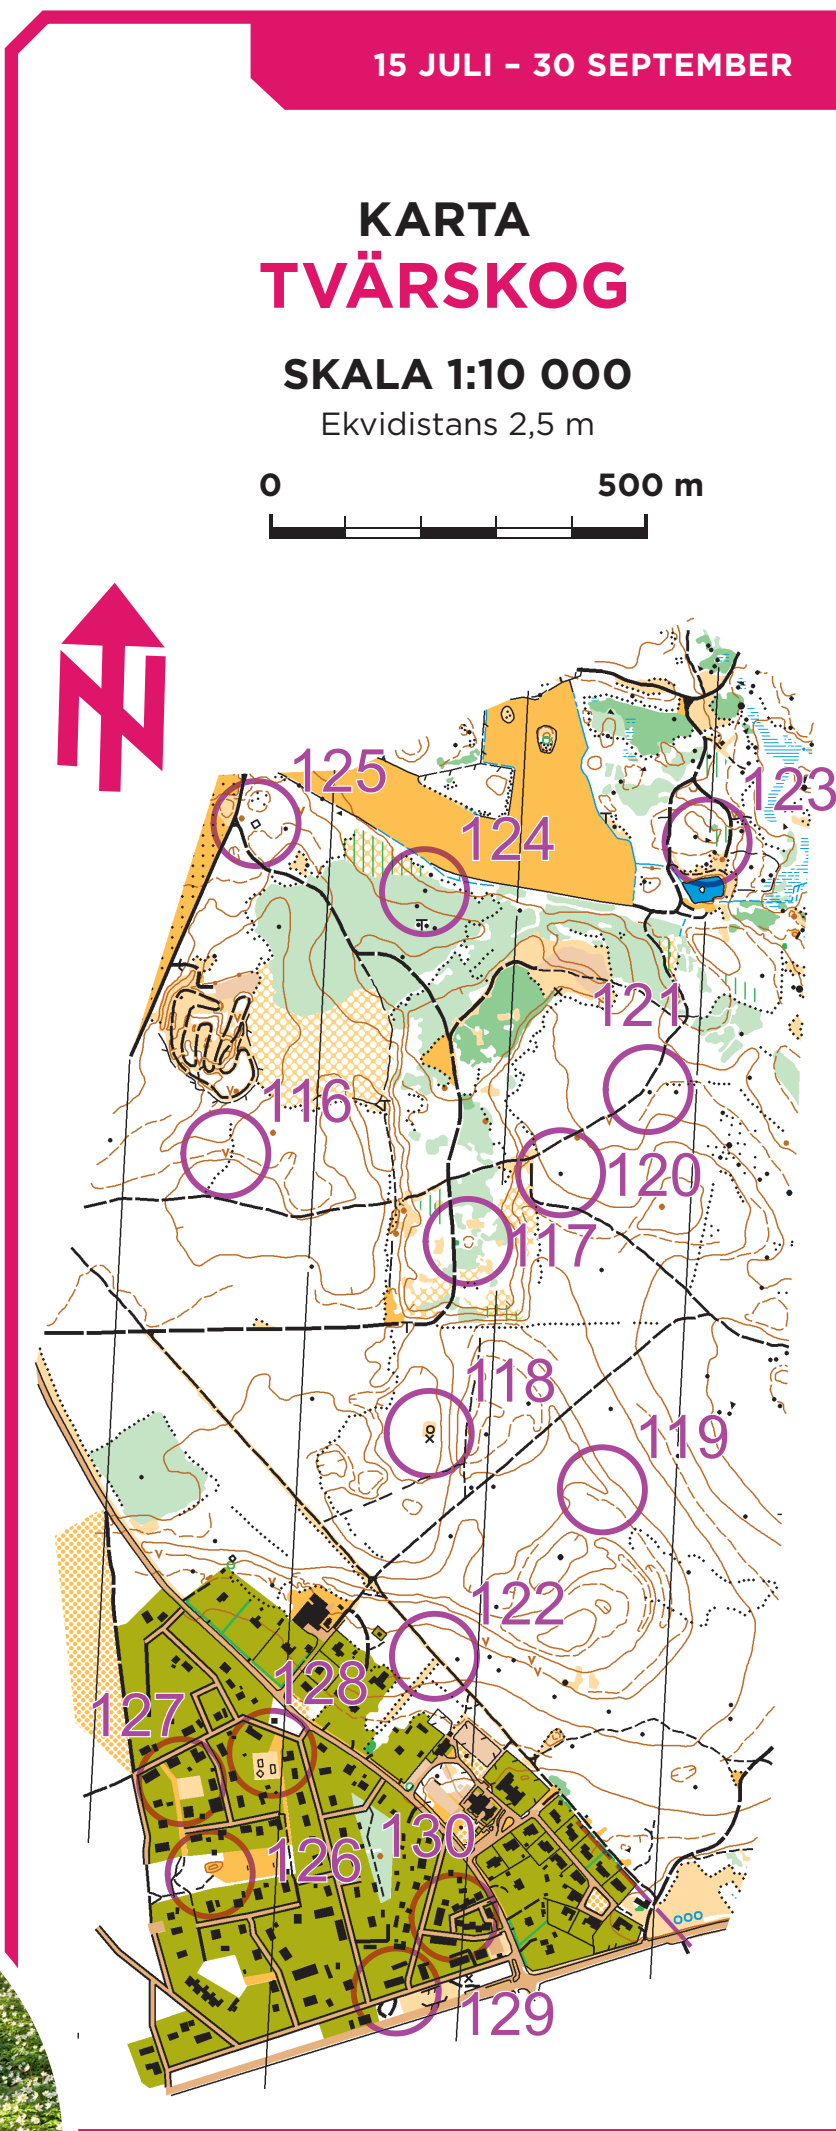 15 JULI – 30 SEPTEMBER
KARTA
TVÄRSKOG
SKALA 1:10 000
Ekvidistans 2,5 m
0 500 m
N
125
123
124
121
116
120
117
118
119
122
128
127
130
126
129